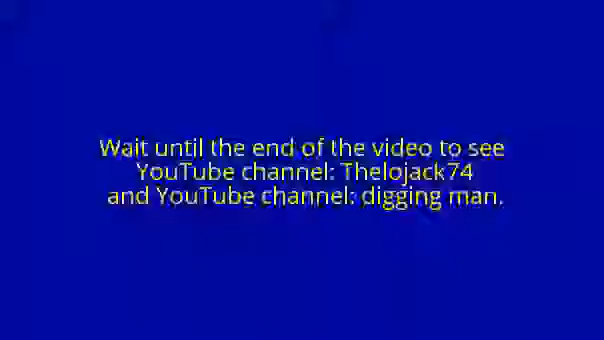 Wait until the end of the video to see
YouTube channel: Thelojack74
and YouTube channel: digging man.